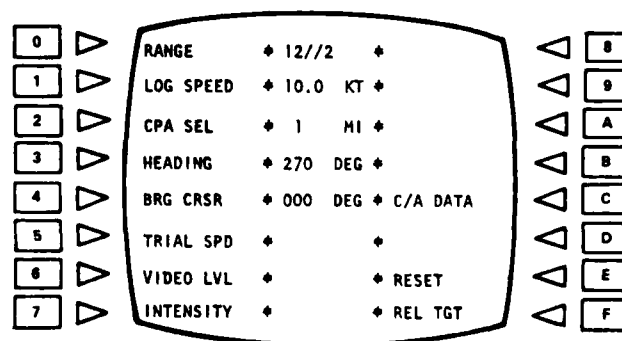 0 RANGE ♦ 12//2 ♦ 8
1 LOG SPEED ♦ 10.0 KT ♦ 9
2 CPA SEL ♦ 1 MI ♦ A
3 HEADING ♦ 270 DEG ♦ B
4 BRG CRSR ♦ 000 DEG ♦ C/A DATA C
5 TRIAL SPD ♦ ♦ D
6 VIDEO LVL ♦ ♦ RESET E
7 INTENSITY ♦ ♦ REL TGT F